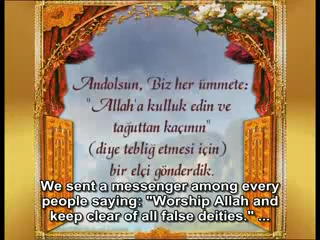 Andolsun, Biz her ümmete:
"Allah'a kulluk edin ve
tağuttan kaçının"
(diye tebliğ etmesi için)
bir elçi gönderdik.
We sent a messenger among every
people saying: "Worship Allah and
keep clear of all false deities." ...